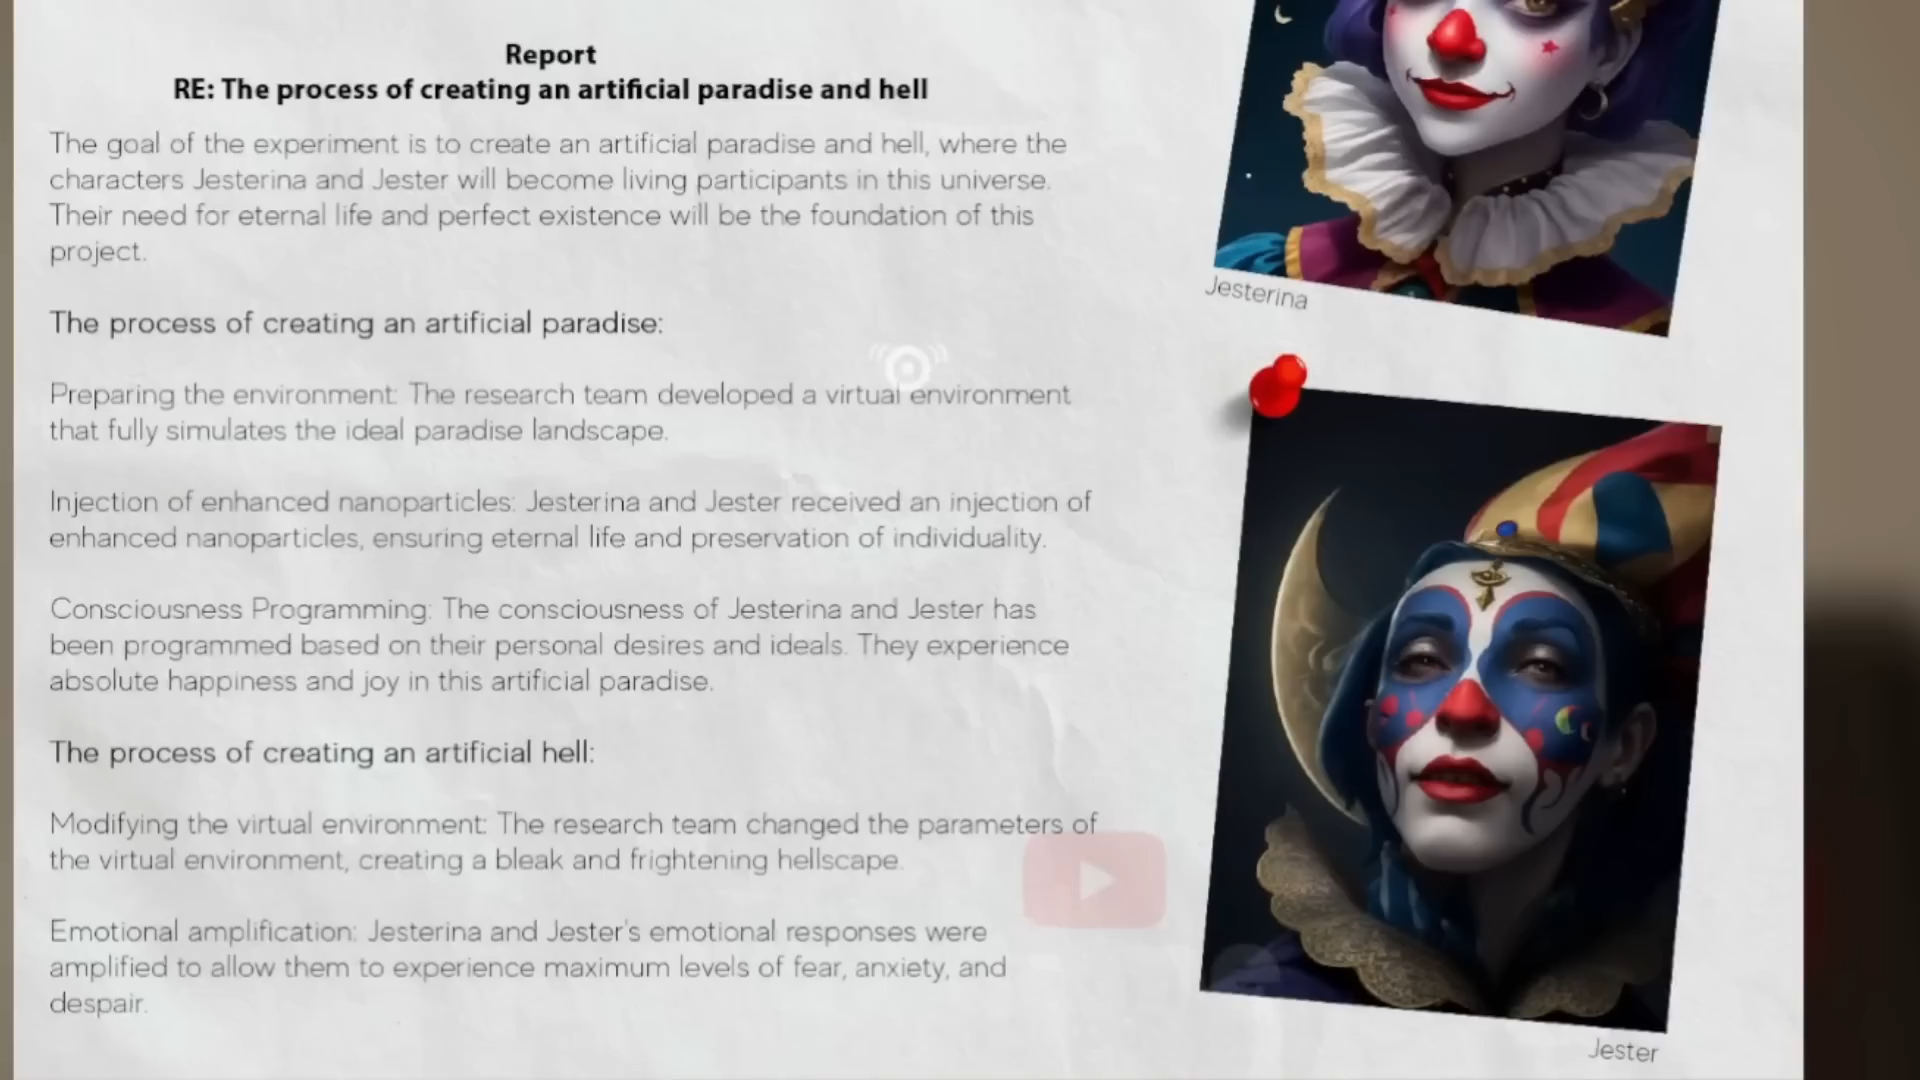 Report
RE: The process of creating an artificial paradise and hell
The goal of the experiment is to create an artificial paradise and hell, where the
characters Jesterina and Jester will become living participants in this universe.
Their need for eternal life and perfect existence will be the foundation of this
project.
The process of creating an artificial paradise:
Preparing the environment: The research team developed a virtual environment
that fully simulates the ideal paradise landscape.
Injection of enhanced nanoparticles: Jesterina and Jester received an injection of
enhanced nanoparticles, ensuring eternal life and preservation of individuality.
Consciousness Programming: The consciousness of Jesterina and Jester has
been programmed based on their personal desires and ideals. They experience
absolute happiness and joy in this artificial paradise.
The process of creating an artificial hell:
Modifying the virtual environment: The research team changed the parameters of
the virtual environment, creating a bleak and frightening hellscape.
Emotional amplification: Jesterina and Jester's emotional responses were
amplified to allow them to experience maximum levels of fear, anxiety, and
despair.
Jesterina
Jester